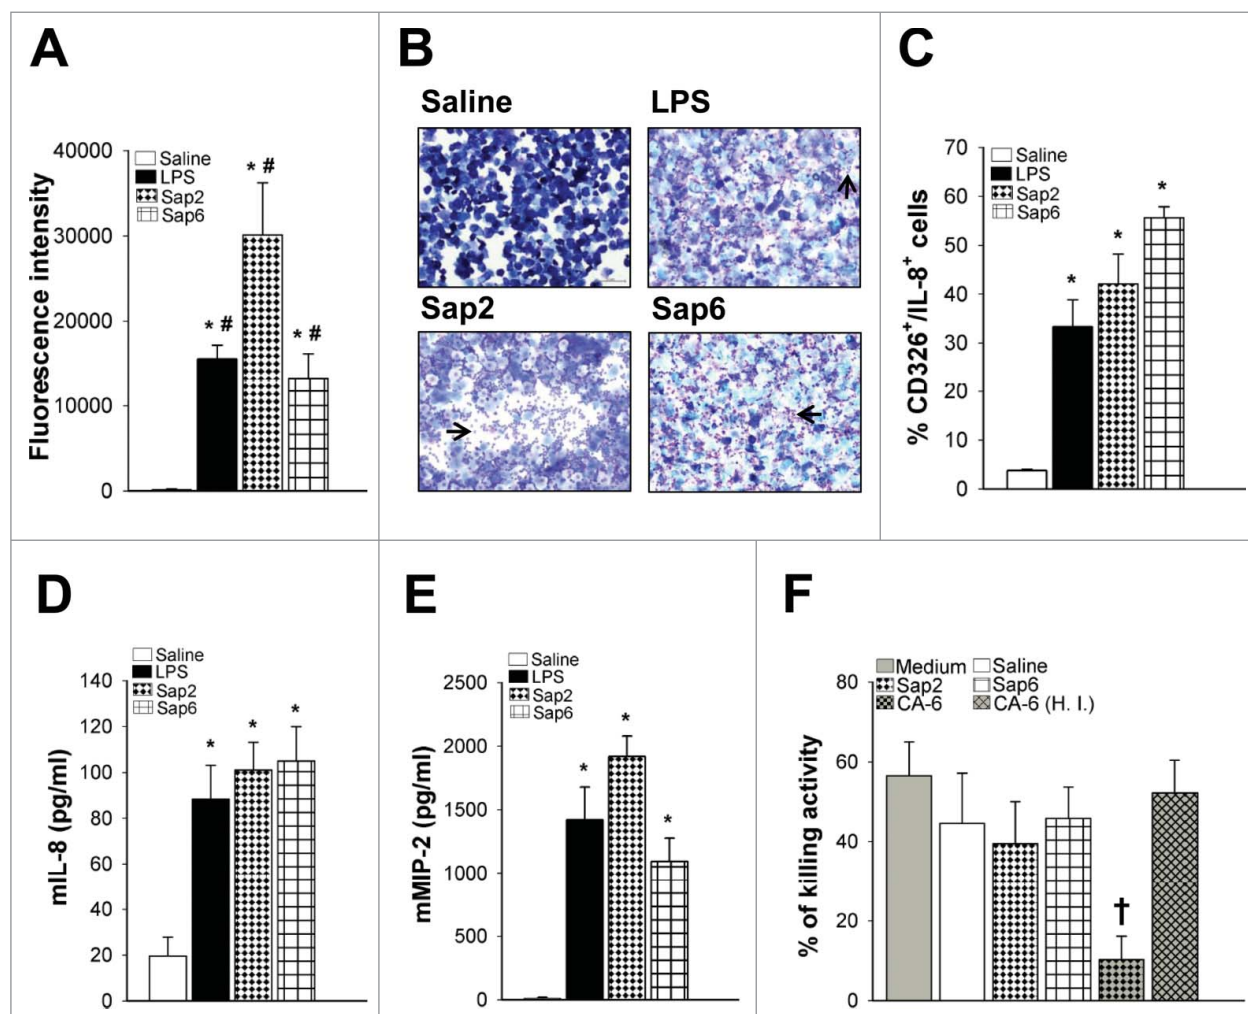 A
Fluorescence intensity
40000
30000
20000
10000
0
Saline
LPS
Sap2
Sap6
* #
* #
* #
B
Saline
LPS
Sap2
Sap6
C
% CD326+/IL-8+ cells
70
60
50
40
30
20
10
0
Saline
LPS
Sap2
Sap6
*
*
*
D
mIL-8 (pg/ml)
140
120
100
80
60
40
20
0
Saline
LPS
Sap2
Sap6
*
*
*
E
mMIP-2 (pg/ml)
2500
2000
1500
1000
500
0
Saline
LPS
Sap2
Sap6
*
*
*
F
% of killing activity
80
60
40
20
0
Medium Saline
Sap2 Sap6
CA-6 CA-6 (H. I.)
†